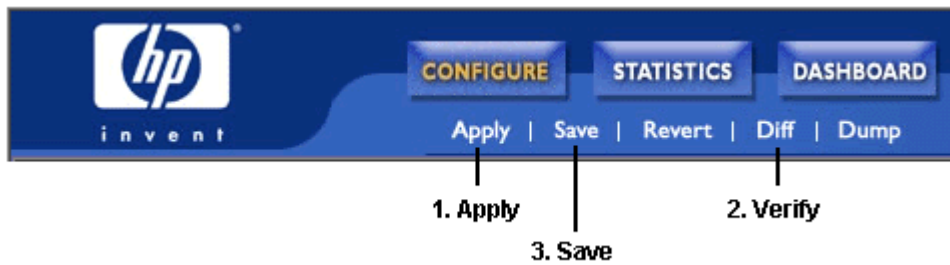 hp
invent
CONFIGURE STATISTICS DASHBOARD
Apply | Save | Revert | Diff | Dump
1. Apply 2. Verify
3. Save